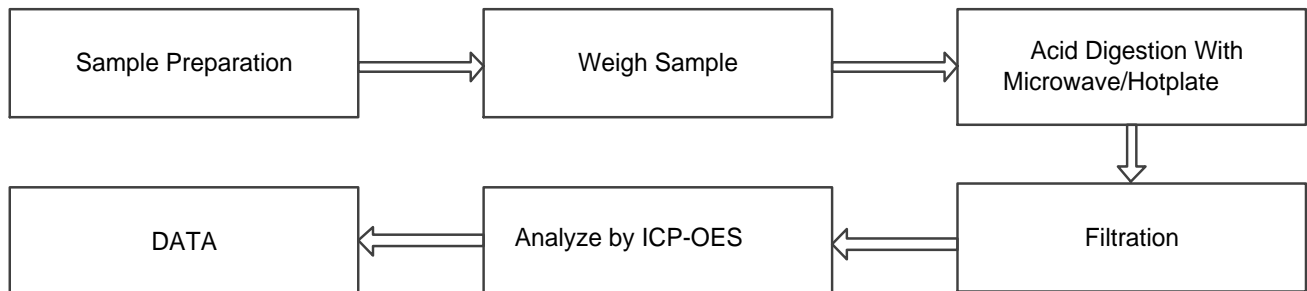 Sample Preparation
Weigh Sample
Acid Digestion With
Microwave/Hotplate
Filtration
Analyze by ICP-OES
DATA